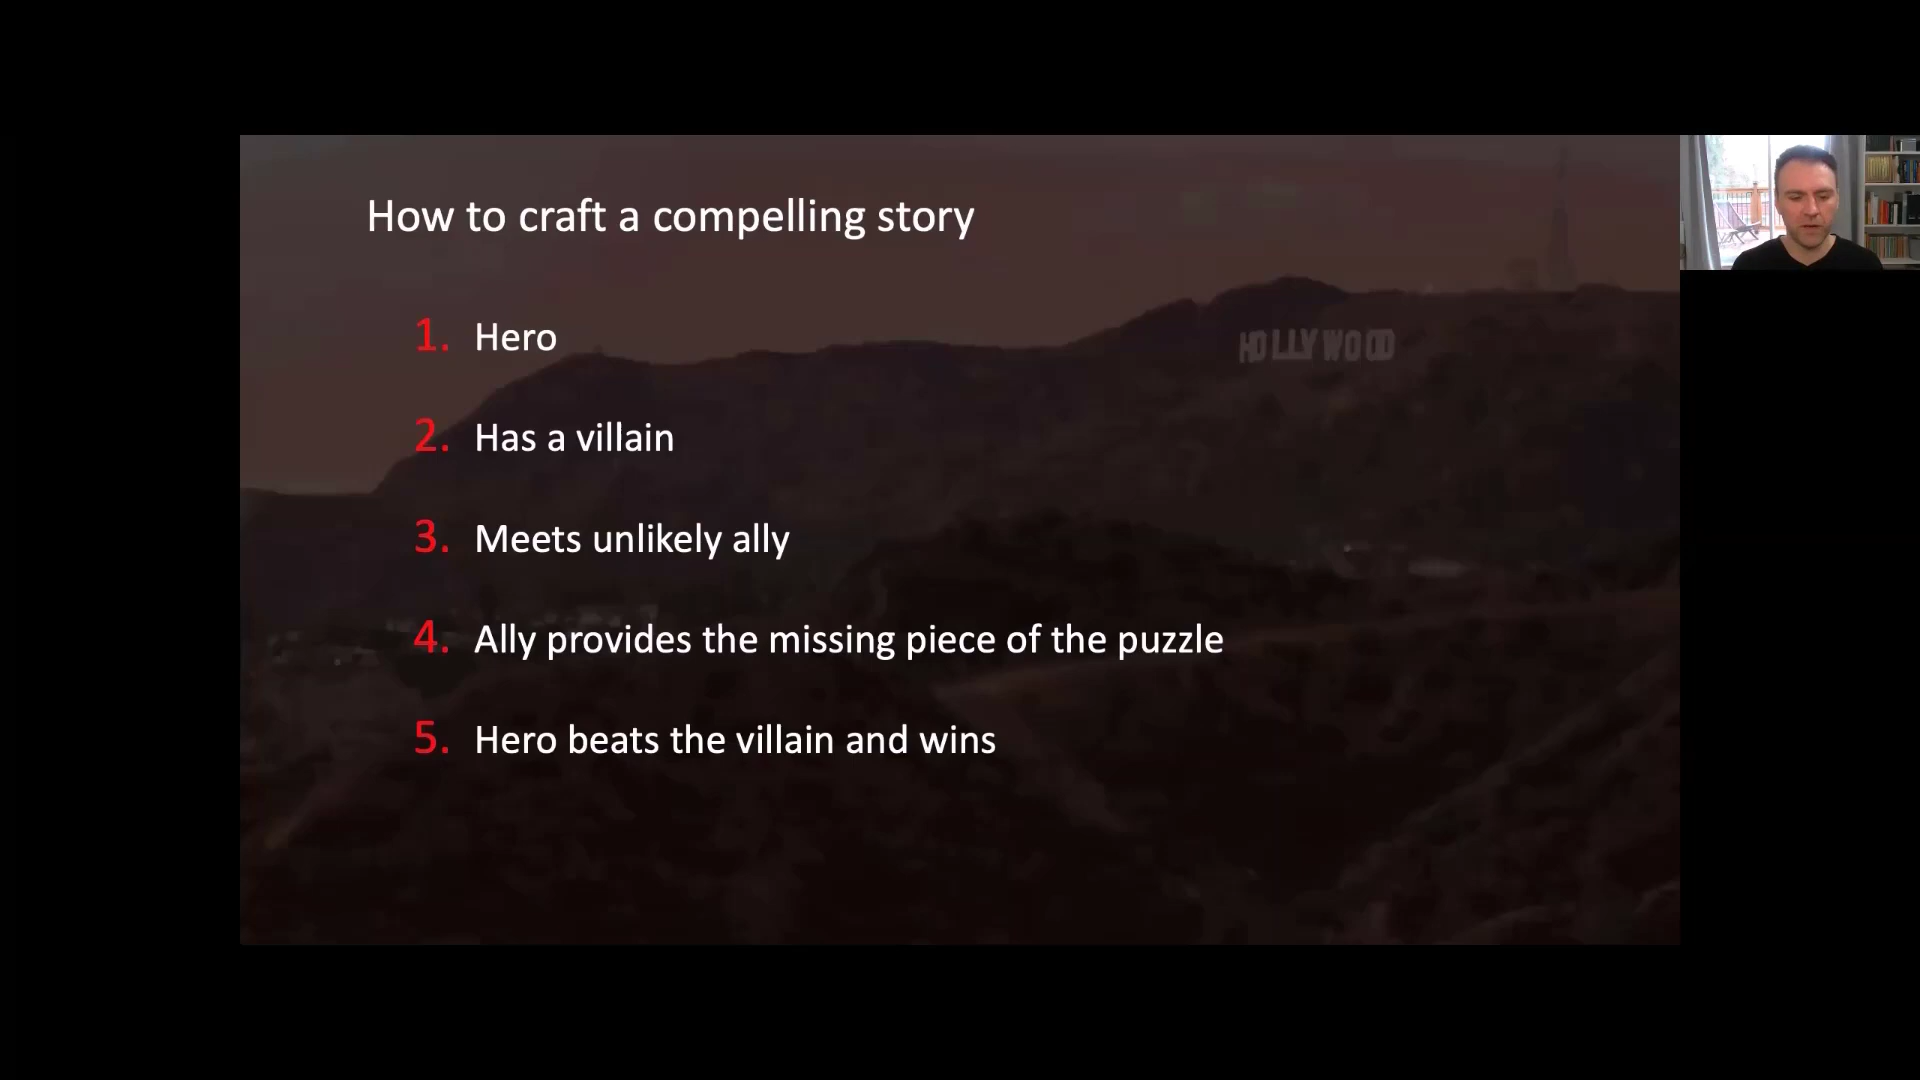 How to craft a compelling story
1. Hero
HOLLYWOOD
2. Has a villain
3. Meets unlikely ally
4. Ally provides the missing piece of the puzzle
5. Hero beats the villain and wins